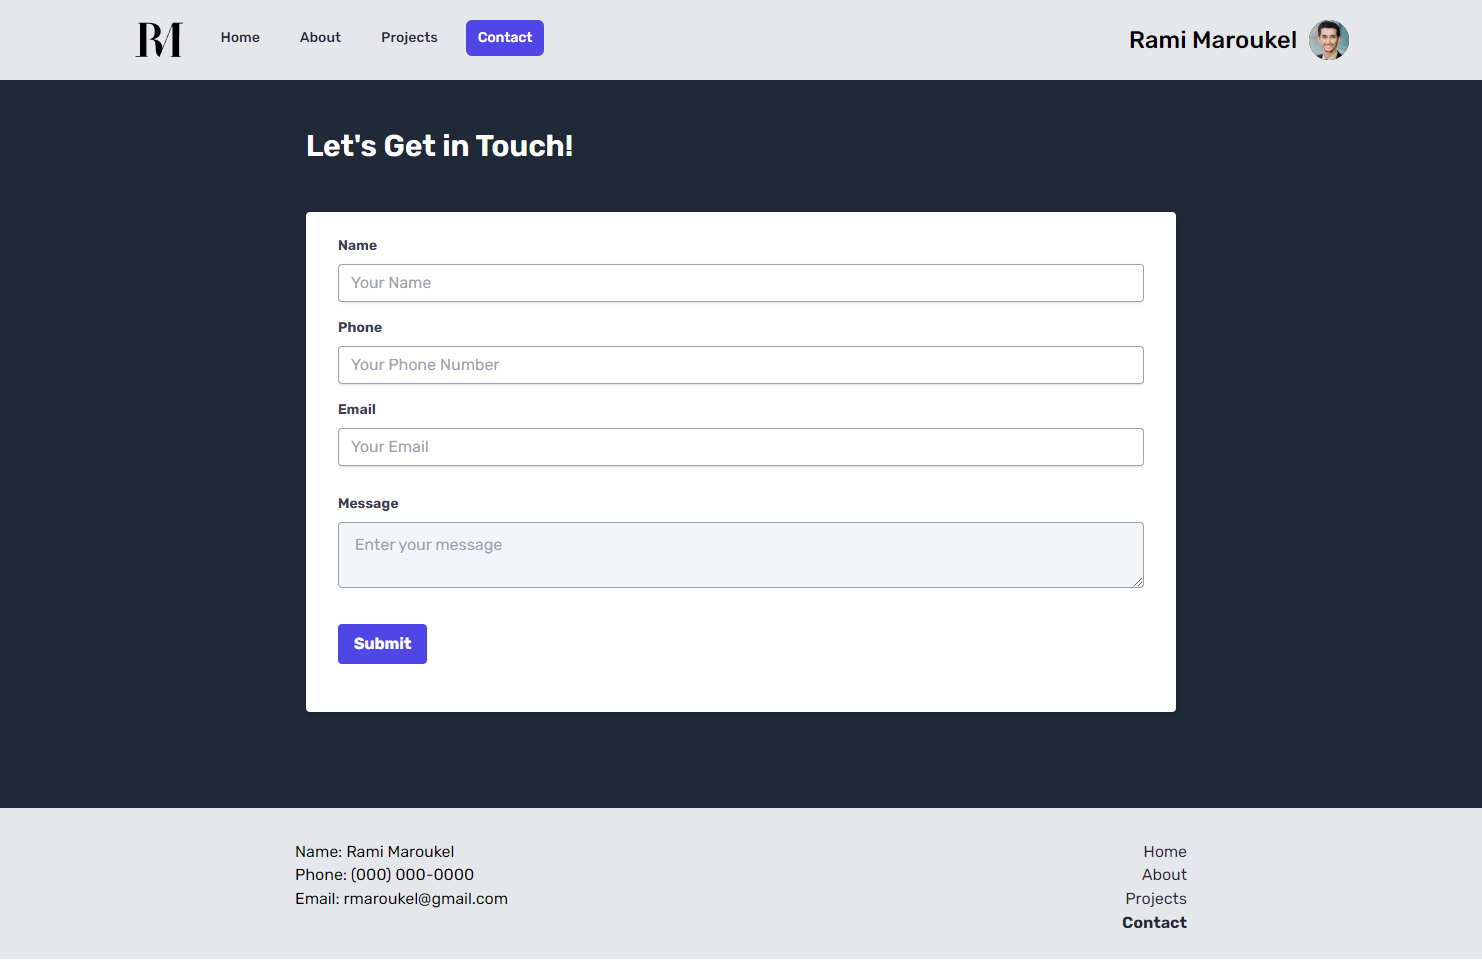 RM
Home
About
Projects
Contact
Rami Maroukel
Let's Get in Touch!
Name
Your Name
Phone
Your Phone Number
Email
Your Email
Message
Enter your message
Submit
Name: Rami Maroukel
Phone: (000) 000-0000
Email: rmaroukel@gmail.com
Home
About
Projects
Contact